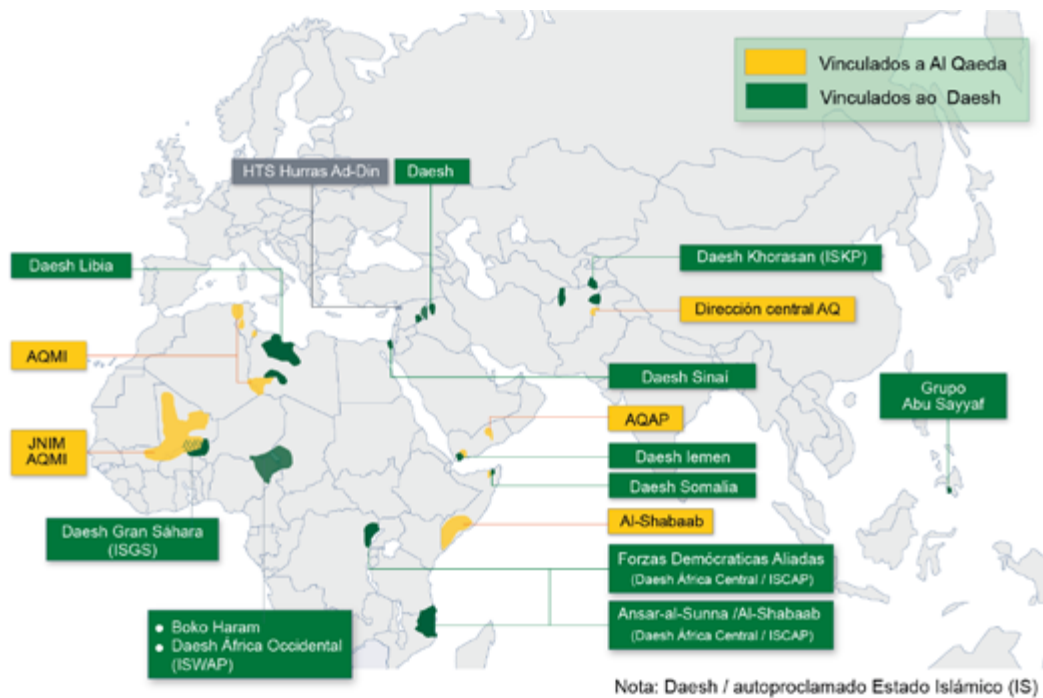 Vinculados a Al Qaeda
Vinculados ao Daesh
HTS Hurras Ad-Din
Daesh
Daesh Libia
Daesh Khorasan (ISKP)
Dirección central AQ
AQMI
Daesh Sinaí
Grupo
Abu Sayyaf
AQAP
JNIM
AQMI
Daesh Iemen
Daesh Somalia
Al-Shabaab
Daesh Gran Sáhara
(ISGS)
Forzas Demócraticas Aliadas
(Daesh África Central / ISCAP)
Ansar-al-Sunna /Al-Shabaab
(Daesh África Central / ISCAP)
● Boko Haram
● Daesh África Occidental
(ISWAP)
Nota: Daesh / autoproclamado Estado Islámico (IS)